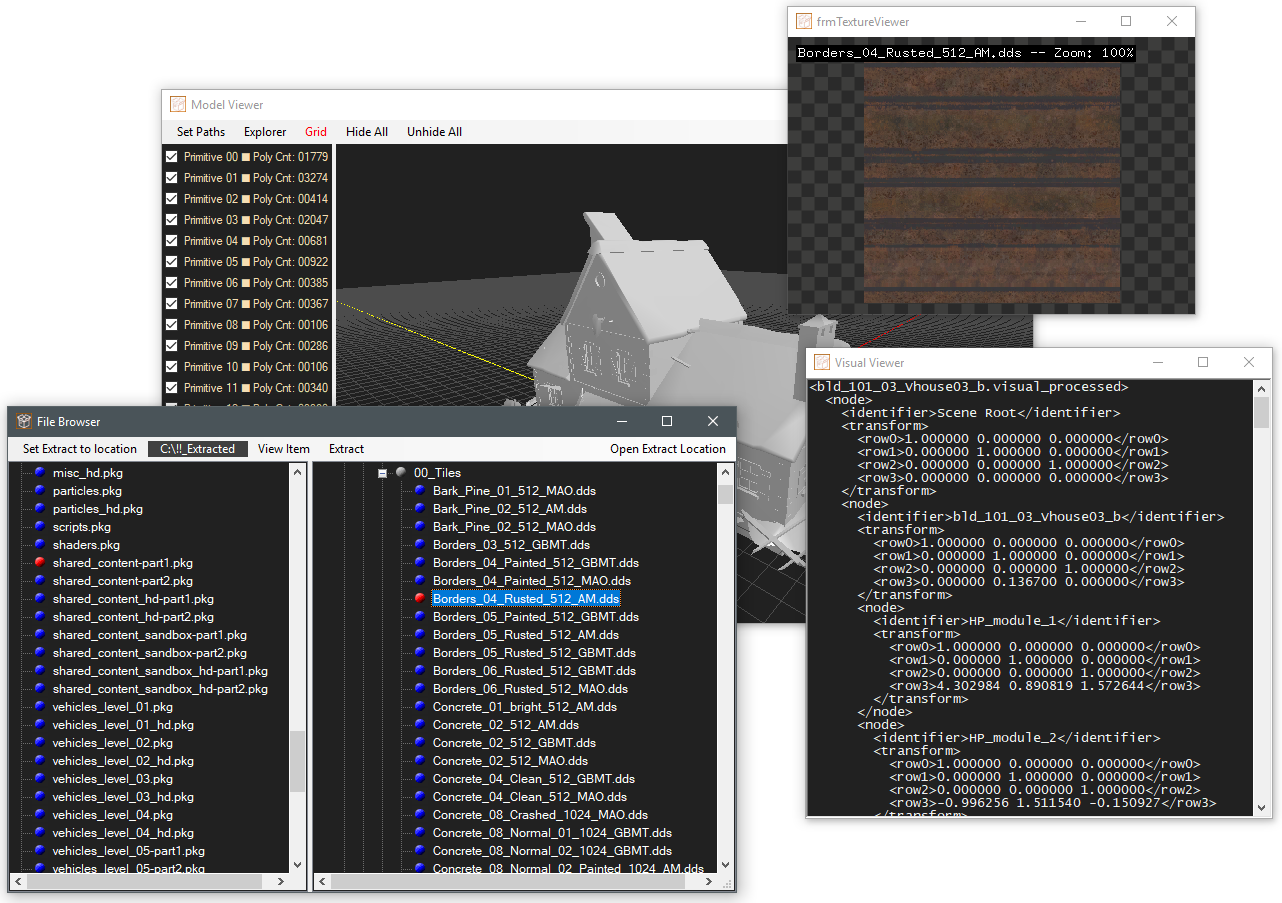 frmTextureViewer
Borders_04_Rusted_512_AM.dds -- Zoom: 100%
Model Viewer
Set Paths Explorer Grid Hide All Unhide All
Primitive 00 Poly Cnt: 01779
Primitive 01 Poly Cnt: 03274
Primitive 02 Poly Cnt: 00414
Primitive 03 Poly Cnt: 02047
Primitive 04 Poly Cnt: 00681
Primitive 05 Poly Cnt: 00922
Primitive 06 Poly Cnt: 00385
Primitive 07 Poly Cnt: 00367
Primitive 08 Poly Cnt: 00106
Primitive 09 Poly Cnt: 00286
Primitive 10 Poly Cnt: 00106
Primitive 11 Poly Cnt: 00340
File Browser
Set Extract to location C:\!!_Extracted View Item Extract Open Extract Location
misc_hd.pkg
particles.pkg
particles_hd.pkg
scripts.pkg
shaders.pkg
shared_content-part1.pkg
shared_content-part2.pkg
shared_content_hd-part1.pkg
shared_content_hd-part2.pkg
shared_content_sandbox-part1.pkg
shared_content_sandbox-part2.pkg
shared_content_sandbox_hd-part1.pkg
shared_content_sandbox_hd-part2.pkg
vehicles_level_01.pkg
vehicles_level_01_hd.pkg
vehicles_level_02.pkg
vehicles_level_02_hd.pkg
vehicles_level_03.pkg
vehicles_level_03_hd.pkg
vehicles_level_04.pkg
vehicles_level_04_hd.pkg
vehicles_level_05-part1.pkg
vehicles_level_05-part2.pkg
00_Tiles
Bark_Pine_01_512_MAO.dds
Bark_Pine_02_512_AM.dds
Bark_Pine_02_512_MAO.dds
Borders_03_512_GBMT.dds
Borders_04_Painted_512_GBMT.dds
Borders_04_Painted_512_MAO.dds
Borders_04_Rusted_512_AM.dds
Borders_05_Painted_512_GBMT.dds
Borders_05_Rusted_512_AM.dds
Borders_05_Rusted_512_GBMT.dds
Borders_06_Rusted_512_GBMT.dds
Borders_06_Rusted_512_MAO.dds
Concrete_01_bright_512_AM.dds
Concrete_02_512_AM.dds
Concrete_02_512_GBMT.dds
Concrete_02_512_MAO.dds
Concrete_04_Clean_512_GBMT.dds
Concrete_04_Clean_512_MAO.dds
Concrete_08_Crashed_1024_MAO.dds
Concrete_08_Normal_01_1024_GBMT.dds
Concrete_08_Normal_02_1024_GBMT.dds
Concrete_08_Normal_02_Painted_1024_AM.dds
Visual Viewer
<bld_101_03_Vhouse03_b.visual_processed>
<node>
<identifier>Scene Root</identifier>
<transform>
<row0>1.000000 0.000000 0.000000</row0>
<row1>0.000000 1.000000 0.000000</row1>
<row2>0.000000 0.000000 1.000000</row2>
<row3>0.000000 0.000000 0.000000</row3>
</transform>
<node>
<identifier>bld_101_03_Vhouse03_b</identifier>
<transform>
<row0>1.000000 0.000000 0.000000</row0>
<row1>0.000000 1.000000 0.000000</row1>
<row2>0.000000 0.000000 1.000000</row2>
<row3>0.000000 0.136700 0.000000</row3>
</transform>
<node>
<identifier>HP_module_1</identifier>
<transform>
<row0>1.000000 0.000000 0.000000</row0>
<row1>0.000000 1.000000 0.000000</row1>
<row2>0.000000 0.000000 1.000000</row2>
<row3>4.302984 0.890819 1.572644</row3>
</transform>
</node>
<node>
<identifier>HP_module_2</identifier>
<transform>
<row0>1.000000 0.000000 0.000000</row0>
<row1>0.000000 1.000000 0.000000</row1>
<row2>0.000000 0.000000 1.000000</row2>
<row3>-0.996256 1.511540 -0.150927</row3>
</transform>